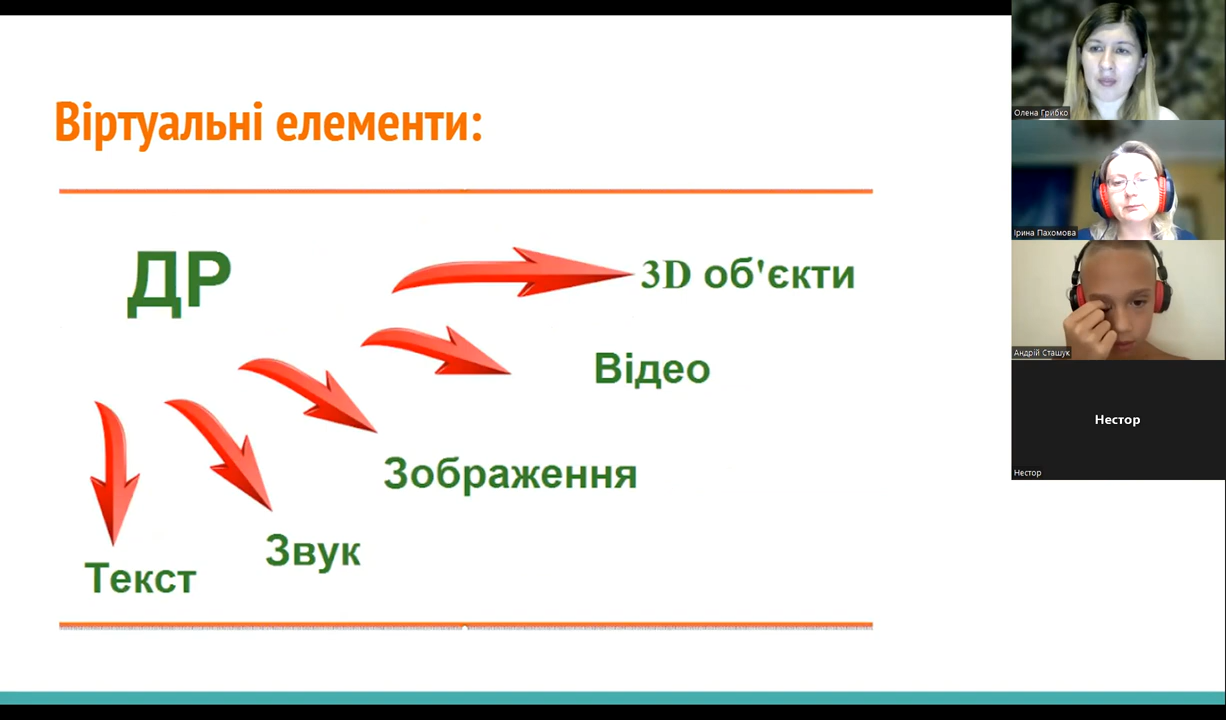 Віртуальні елементи:
ДР
3D об'єкти
Відео
Зображення
Звук
Текст
Олена Грибко
Ірина Пахомова
Андрій Сташук
Нестор
Нестор